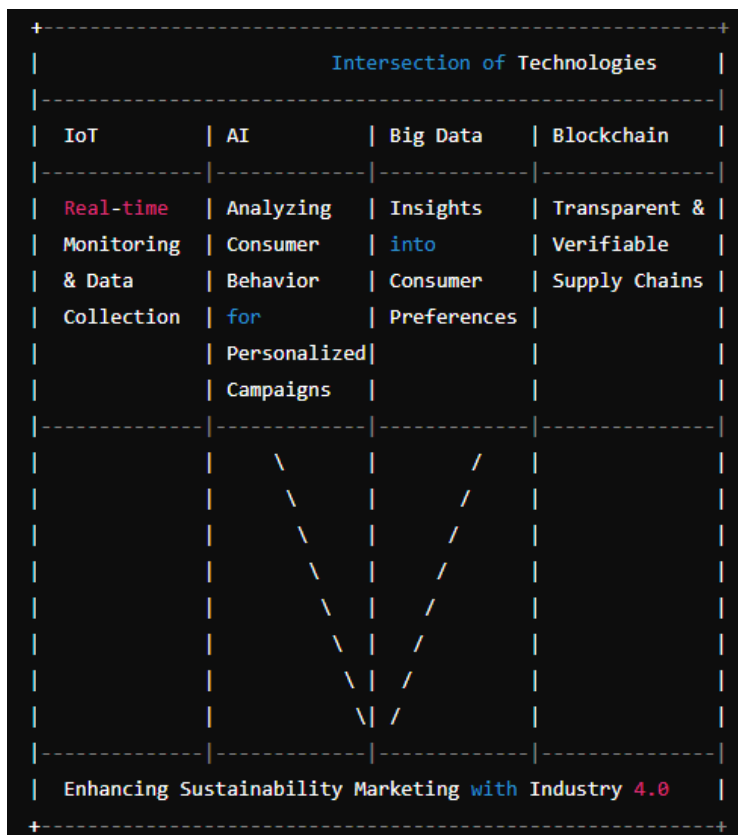 Intersection of Technologies
IoT | AI | Big Data | Blockchain
Real-time | Analyzing | Insights | Transparent &
Monitoring | Consumer | into | Verifiable
& Data | Behavior | Consumer | Supply Chains
Collection | for | Preferences |
| Personalized| |
| Campaigns | |
Enhancing Sustainability Marketing with Industry 4.0